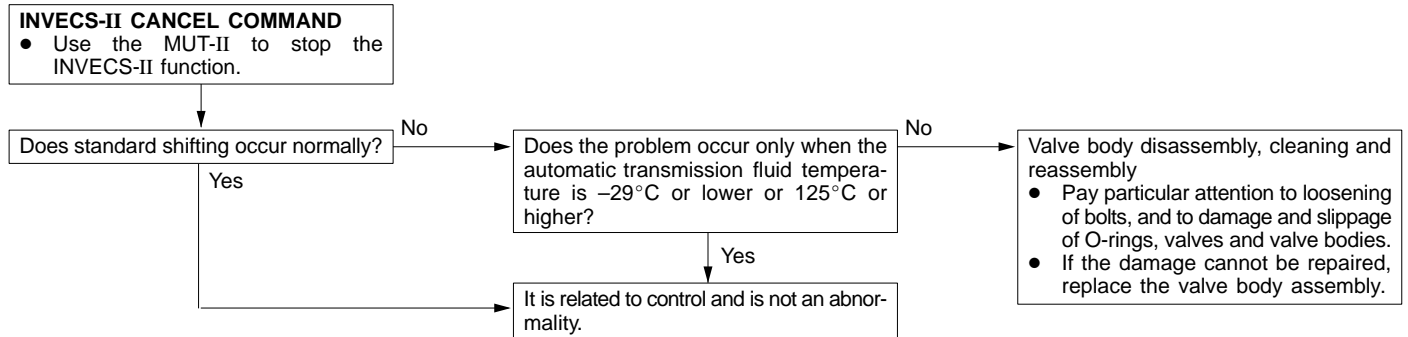 INVECS-II CANCEL COMMAND
● Use the MUT-II to stop the
INVECS-II function.
Does standard shifting occur normally?
No
Yes
Does the problem occur only when the
automatic transmission fluid tempera-
ture is –29°C or lower or 125°C or
higher?
No
Yes
Valve body disassembly, cleaning and
reassembly
● Pay particular attention to loosening
of bolts, and to damage and slippage
of O-rings, valves and valve bodies.
● If the damage cannot be repaired,
replace the valve body assembly.
It is related to control and is not an abnor-
mality.